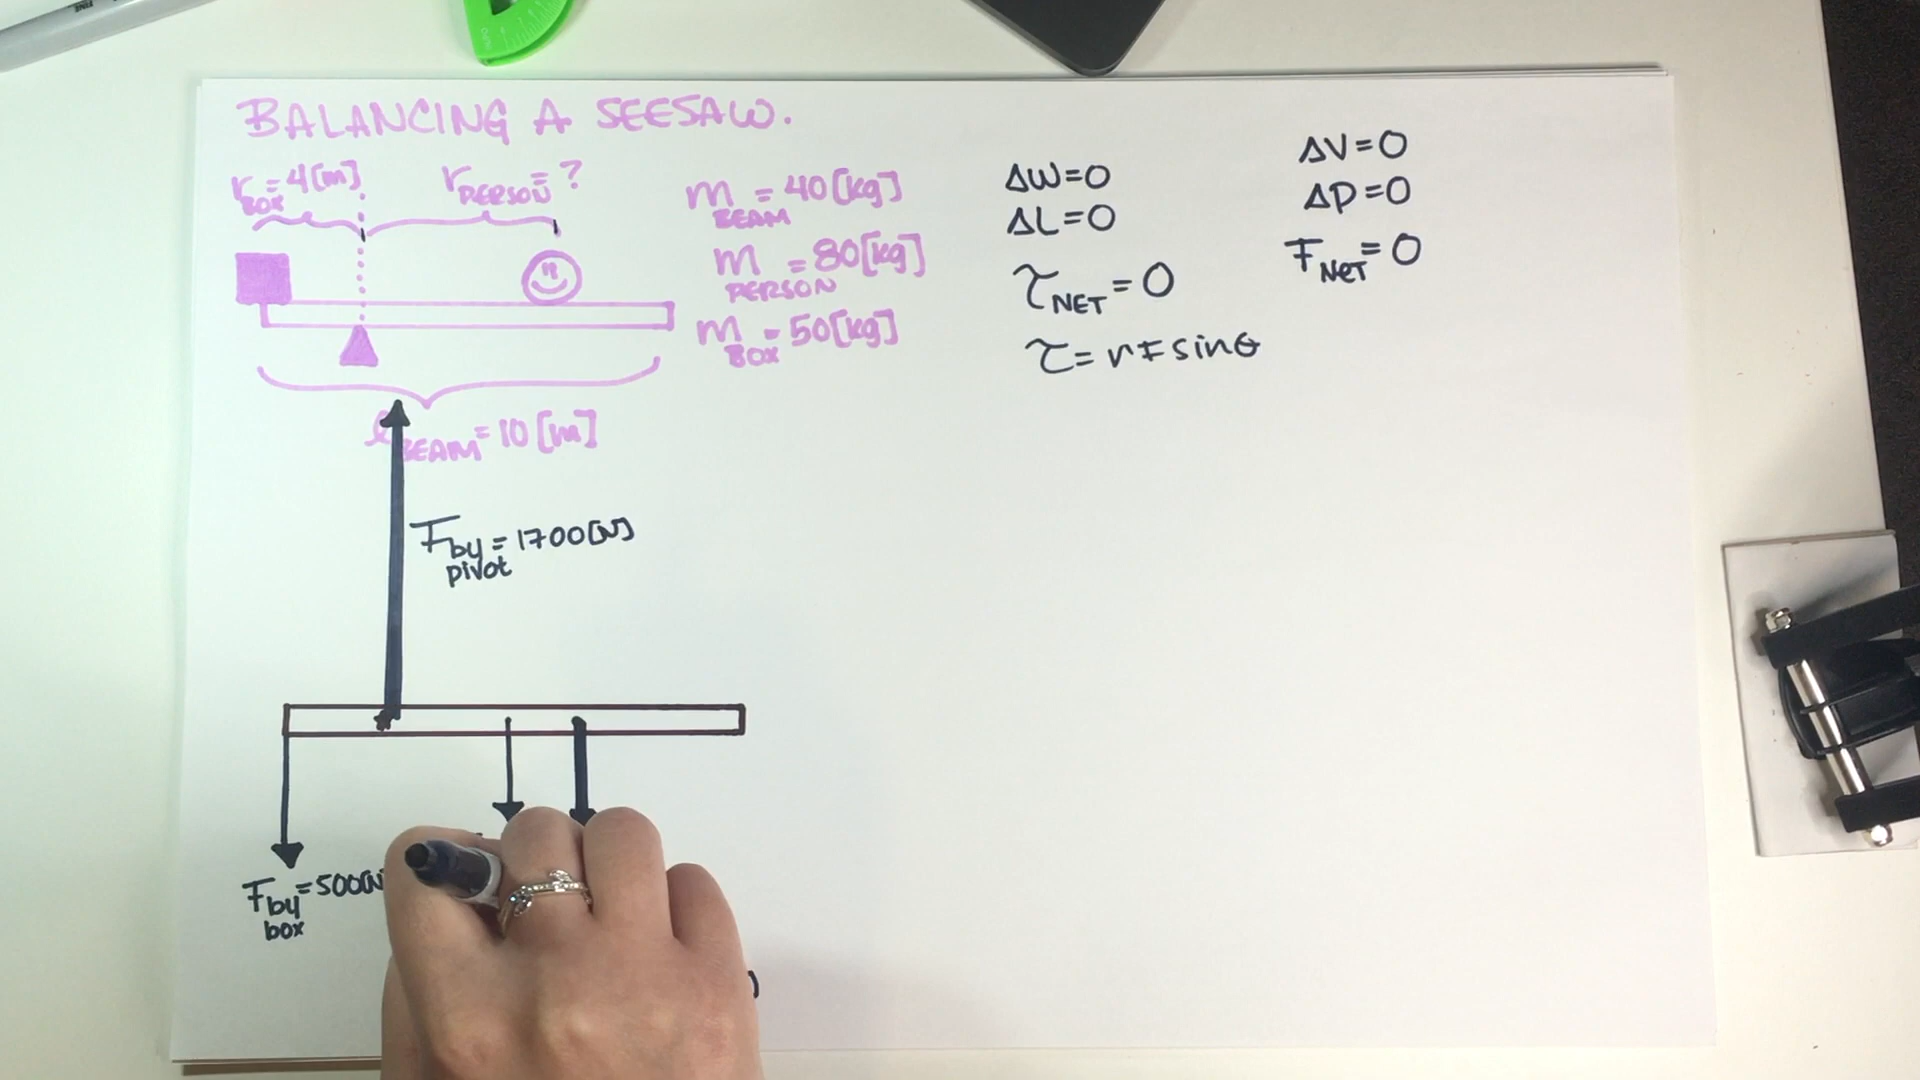 BALANCING A SEESAW.
r BOX = 4[m]
r PERSON = ?
m BEAM = 40[kg]
m PERSON = 80[kg]
m BOX = 50[kg]
l BEAM = 10[m]
Δω=0
ΔL=0
τ NET = 0
τ = rF sinθ
ΔV=0
Δp=0
F NET = 0
F by pivot = 1700[N]
F by box = 500[N